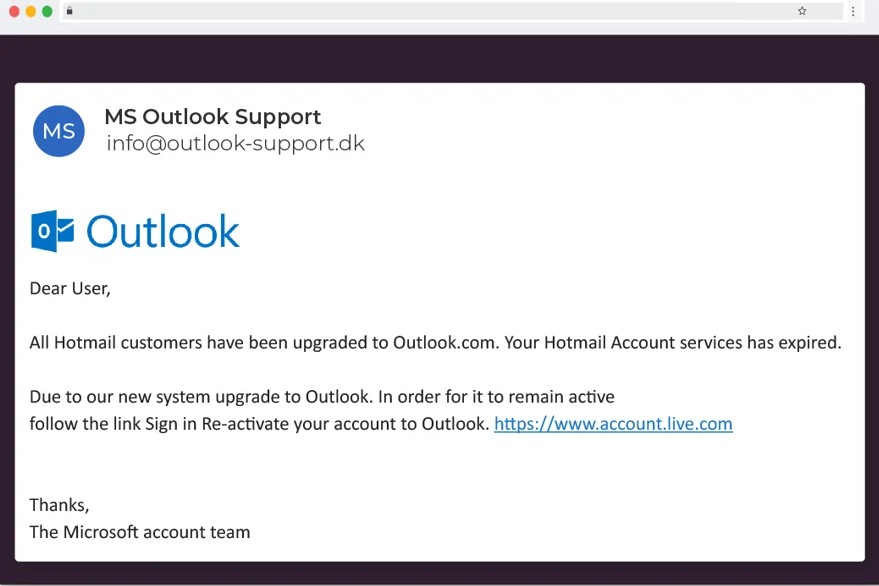 MS
MS Outlook Support
info@outlook-support.dk
O Outlook
Dear User,
All Hotmail customers have been upgraded to Outlook.com. Your Hotmail Account services has expired.
Due to our new system upgrade to Outlook. In order for it to remain active
follow the link Sign in Re-activate your account to Outlook. https://www.account.live.com
Thanks,
The Microsoft account team